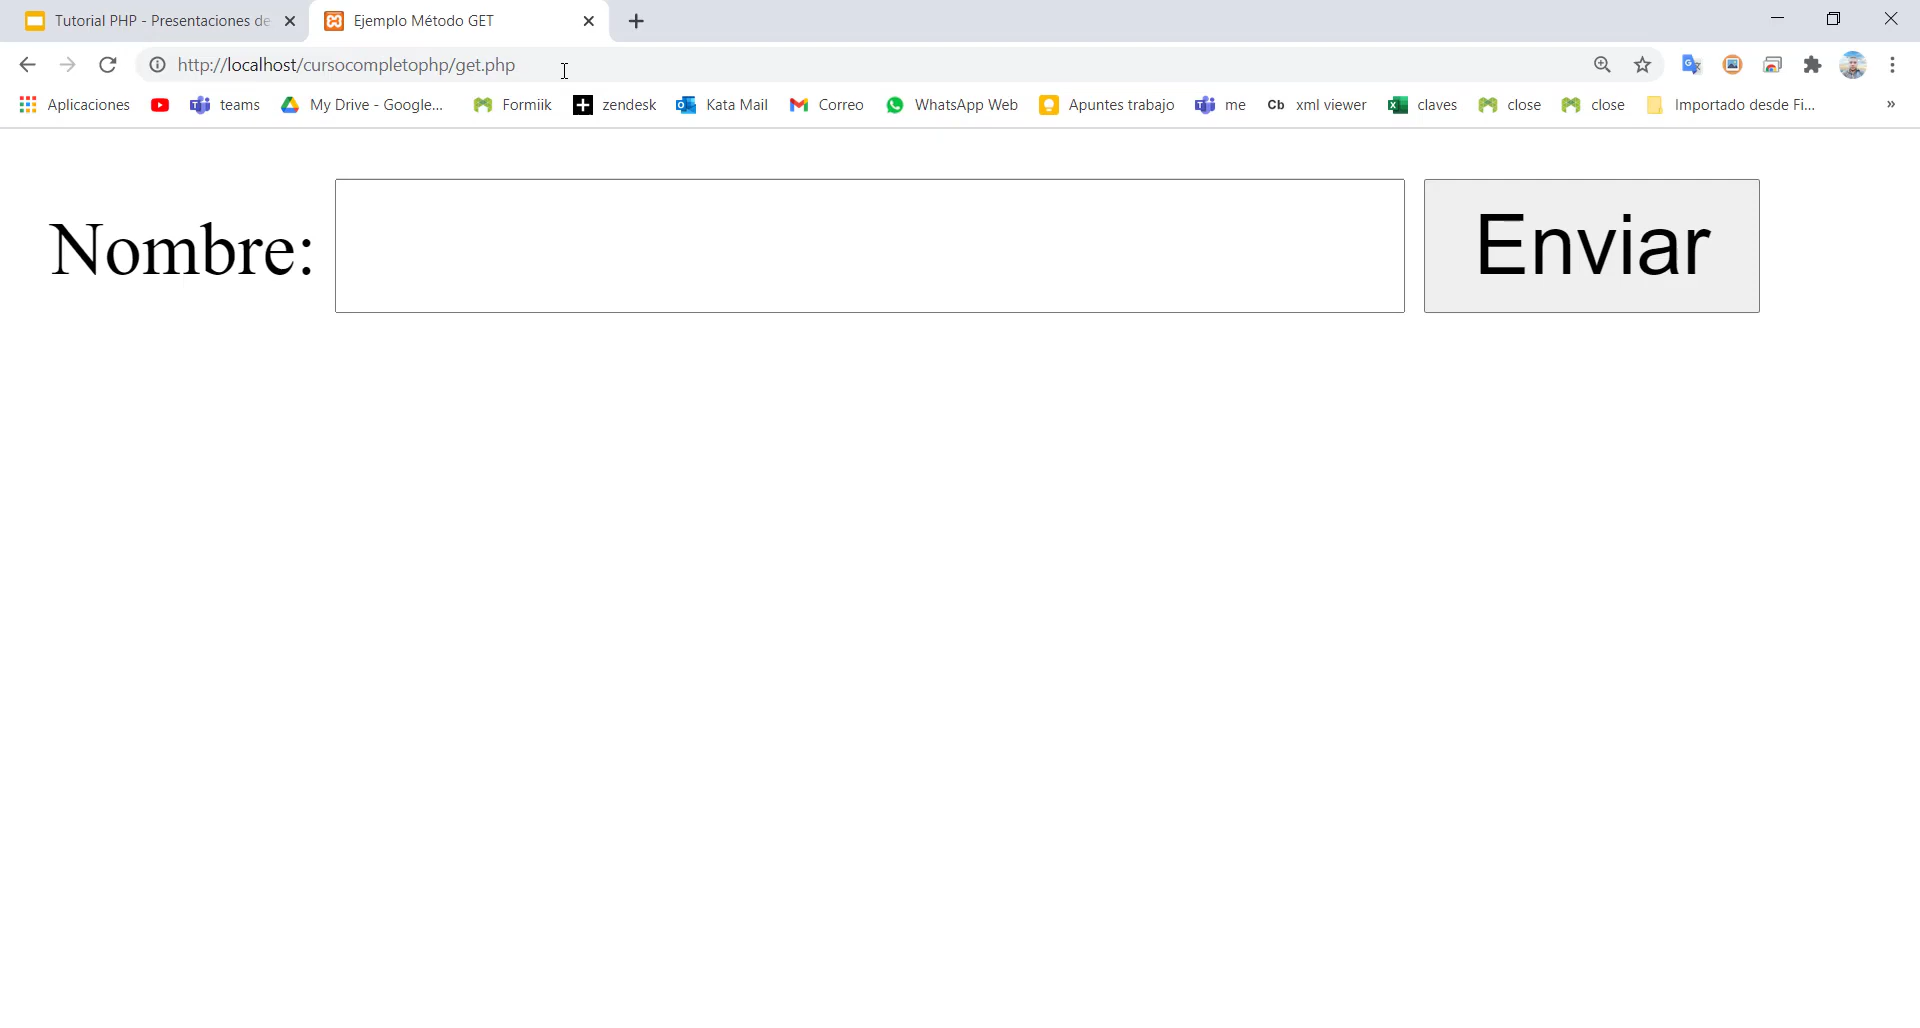 Tutorial PHP - Presentaciones de
Ejemplo Método GET
http://localhost/cursocompletophp/get.php
Aplicaciones teams My Drive - Google... Formiik zendesk Kata Mail Correo WhatsApp Web Apuntes trabajo me Cb xml viewer claves close close Importado desde Fi... »
Nombre: Enviar